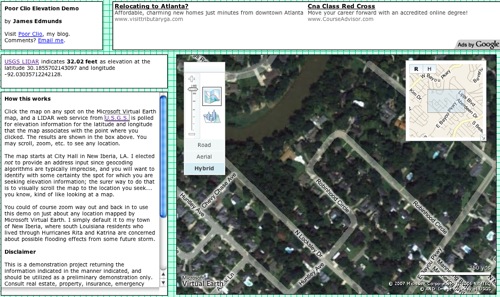 Poor Clio Elevation Demo
by James Edmunds
Visit Poor Clio, my blog.
Comments? Email me.
Relocating to Atlanta?
Affordable, charming new homes just minutes from downtown Atlanta
www.visittributaryga.com
Cna Class Red Cross
Move your career forward with an accredited online degree!
www.CourseAdvisor.com
Ads by Google
USGS LIDAR indicates 32.02 feet as elevation at the
latitude 30.1855702143097 and longitude
-92.03035712242128.
How this works
Click the map on any spot on the Microsoft Virtual Earth
map, and a LIDAR web service from U.S.G.S. is polled
for elevation information for the latitude and longitude
that the map associates with the point where you
clicked. The results are shown in the box above. You
may scroll, zoom, etc. to see any location.
The map starts at City Hall in New Iberia, LA. I elected
not to provide an address input since geocoding
algorithms are typically imprecise, and you will want to
identify with some certainty the spot for which you are
seeking elevation information; the surer way to do that
is to visually scroll the map to the location you seek...
you know, kind of like looking at a map.
You could of course zoom way out and back in to use
this demo on just about any location mapped by
Microsoft Virtual Earth. I simply default it to my town
of New Iberia, where south Louisiana residents who
lived through Hurricanes Rita and Katrina are concerned
about possible flooding effects from some future storm.
Disclaimer
This is a demonstration project returning the
information indicated in the manner indicated, and
should be utilized as a preliminary demonstration only.
Consult real estate, property, insurance, emergency
Road
Aerial
Hybrid
R
H
Microsoft
Virtual Earth